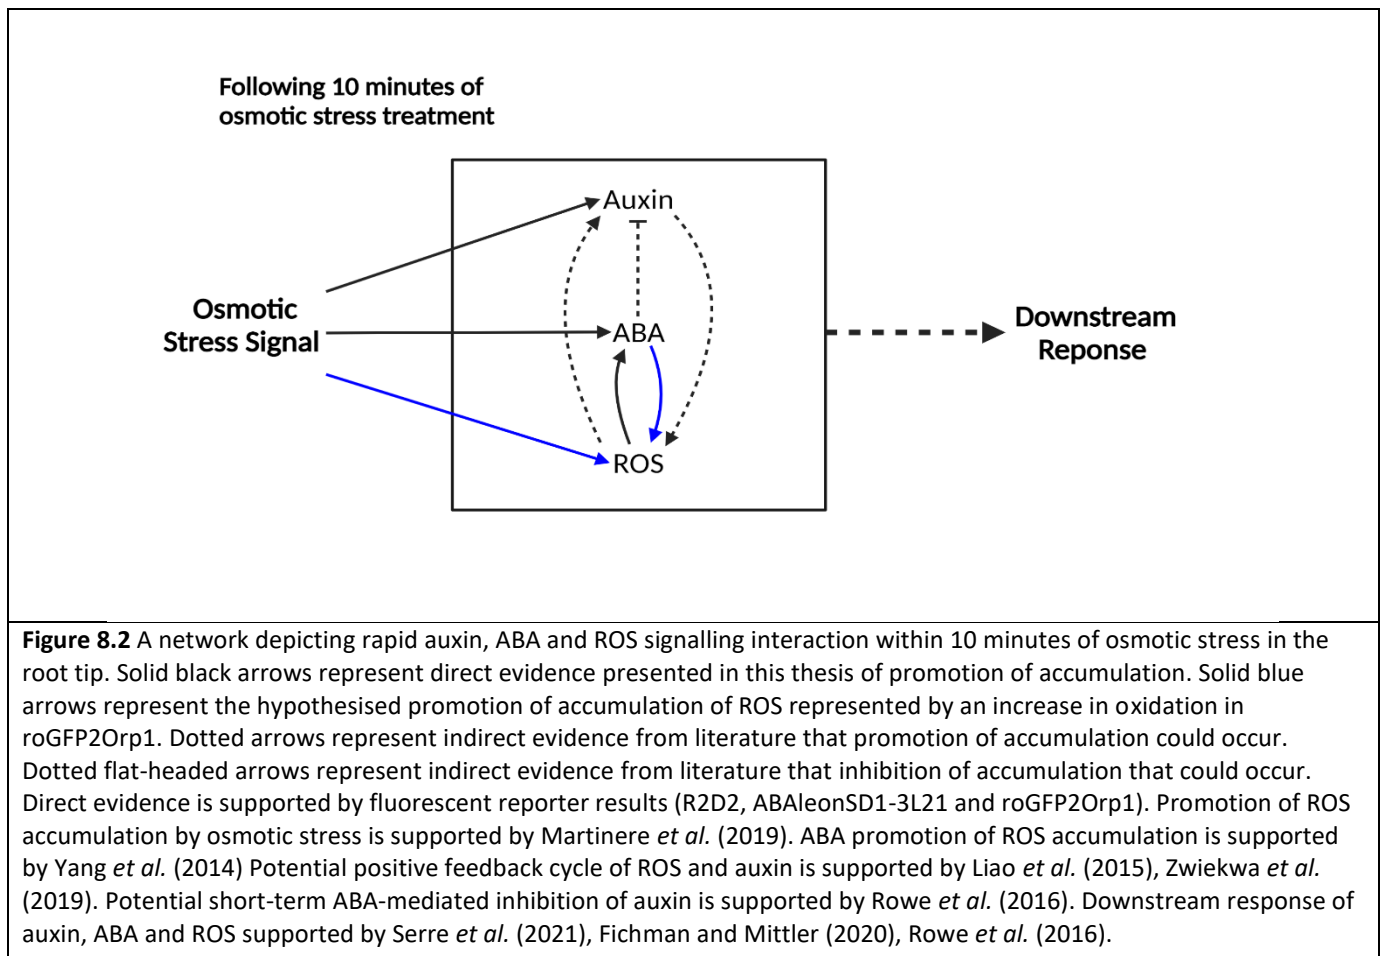 Following 10 minutes of
osmotic stress treatment
Auxin
Osmotic
Stress Signal
ABA
Downstream
Reponse
ROS
Figure 8.2 A network depicting rapid auxin, ABA and ROS signalling interaction within 10 minutes of osmotic stress in the
root tip. Solid black arrows represent direct evidence presented in this thesis of promotion of accumulation. Solid blue
arrows represent the hypothesised promotion of accumulation of ROS represented by an increase in oxidation in
roGFP2Orp1. Dotted arrows represent indirect evidence from literature that promotion of accumulation could occur.
Dotted flat-headed arrows represent indirect evidence from literature that inhibition of accumulation that could occur.
Direct evidence is supported by fluorescent reporter results (R2D2, ABAleonSD1-3L21 and roGFP2Orp1). Promotion of ROS
accumulation by osmotic stress is supported by Martinere et al. (2019). ABA promotion of ROS accumulation is supported
by Yang et al. (2014) Potential positive feedback cycle of ROS and auxin is supported by Liao et al. (2015), Zwiekwa et al.
(2019). Potential short-term ABA-mediated inhibition of auxin is supported by Rowe et al. (2016). Downstream response of
auxin, ABA and ROS supported by Serre et al. (2021), Fichman and Mittler (2020), Rowe et al. (2016).